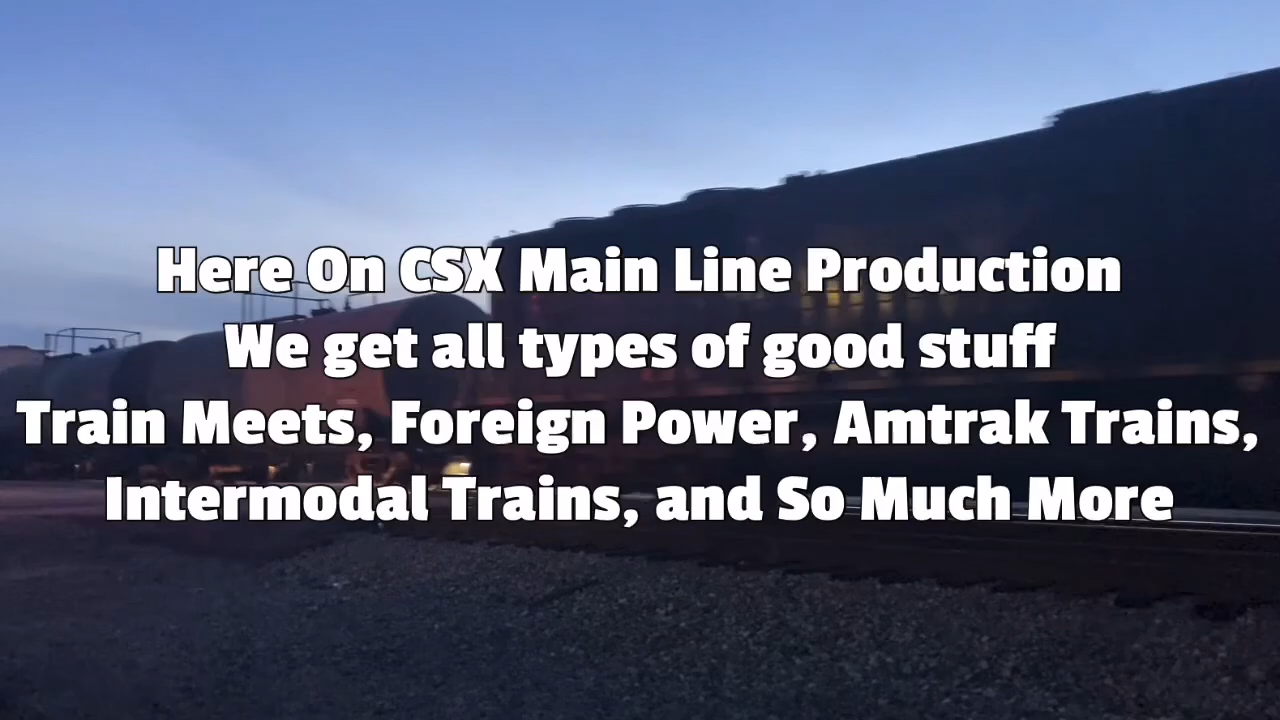 Here On CSX Main Line Production
We get all types of good stuff
Train Meets, Foreign Power, Amtrak Trains,
Intermodal Trains, and So Much More